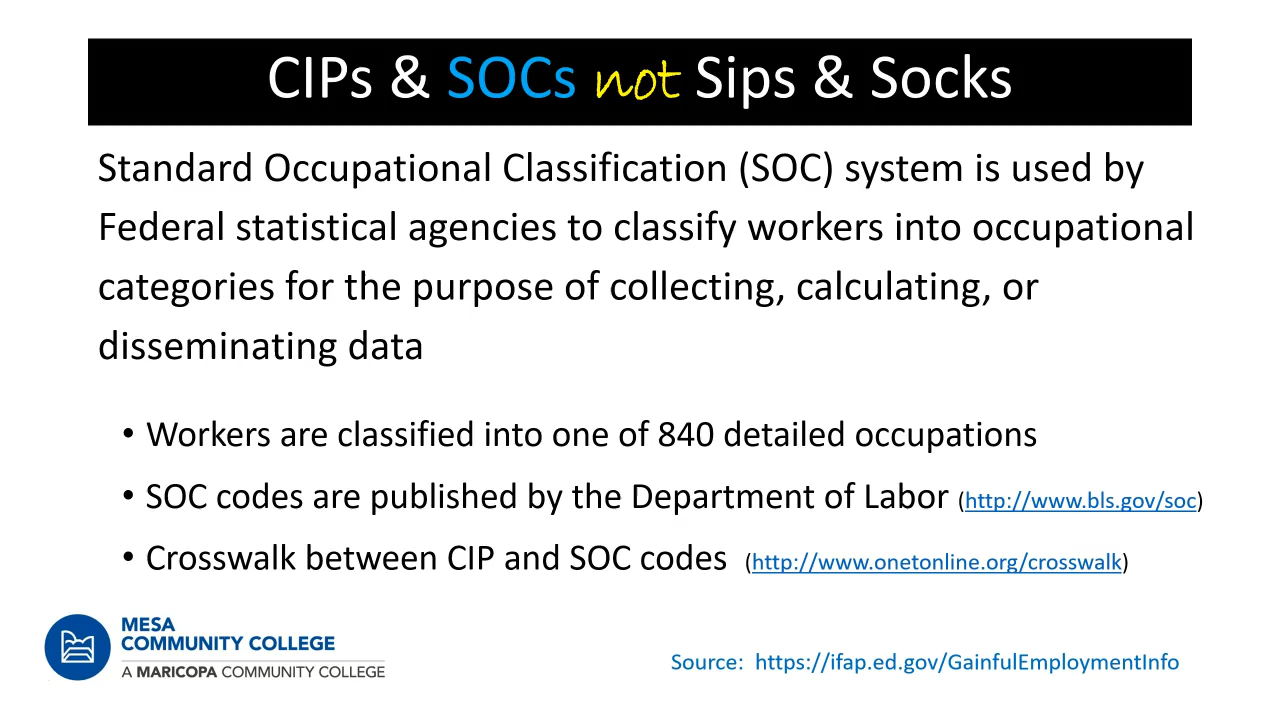 CIPs & SOCs not Sips & Socks
Standard Occupational Classification (SOC) system is used by
Federal statistical agencies to classify workers into occupational
categories for the purpose of collecting, calculating, or
disseminating data
• Workers are classified into one of 840 detailed occupations
• SOC codes are published by the Department of Labor (http://www.bls.gov/soc)
• Crosswalk between CIP and SOC codes (http://www.onetonline.org/crosswalk)
MESA
COMMUNITY COLLEGE
A MARICOPA COMMUNITY COLLEGE
Source: https://ifap.ed.gov/GainfulEmploymentInfo